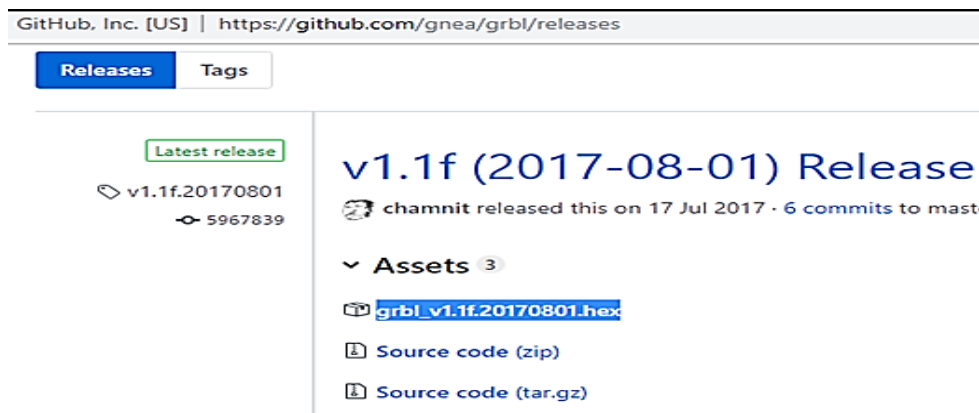 GitHub, Inc. [US] | https://github.com/gnea/grbl/releases
Releases Tags
Latest release
v1.1f.20170801
5967839
v1.1f (2017-08-01) Release
chamnit released this on 17 Jul 2017 · 6 commits to mast
Assets 3
grbl_v1.1f.20170801.hex
Source code (zip)
Source code (tar.gz)